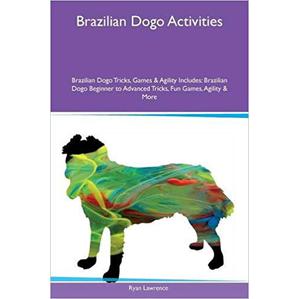 Brazilian Dogo Activities
Brazilian Dogo Tricks, Games & Agility Includes: Brazilian
Dogo Beginner to Advanced Tricks, Fun Games, Agility &
More
Ryan Lawrence